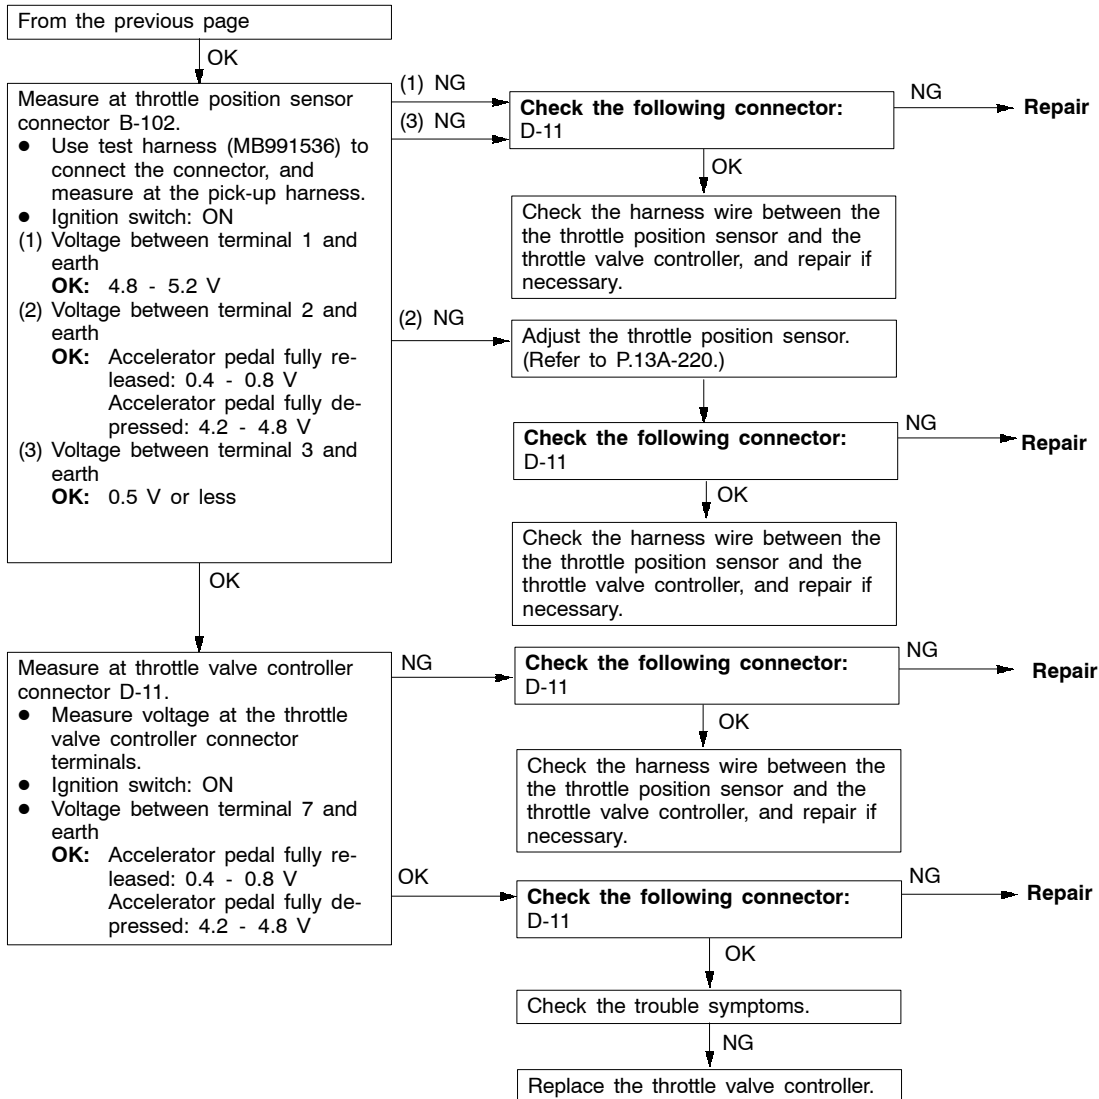 From the previous page
OK
Measure at throttle position sensor
connector B-102.
● Use test harness (MB991536) to
connect the connector, and
measure at the pick-up harness.
● Ignition switch: ON
(1) Voltage between terminal 1 and
earth
OK: 4.8 - 5.2 V
(2) Voltage between terminal 2 and
earth
OK: Accelerator pedal fully re-
leased: 0.4 - 0.8 V
Accelerator pedal fully de-
pressed: 4.2 - 4.8 V
(3) Voltage between terminal 3 and
earth
OK: 0.5 V or less
(1) NG
(3) NG
Check the following connector:
D-11
NG
Repair
OK
Check the harness wire between the
the throttle position sensor and the
throttle valve controller, and repair if
necessary.
(2) NG
Adjust the throttle position sensor.
(Refer to P.13A-220.)
Check the following connector:
D-11
NG
Repair
OK
Check the harness wire between the
the throttle position sensor and the
throttle valve controller, and repair if
necessary.
OK
Measure at throttle valve controller
connector D-11.
● Measure voltage at the throttle
valve controller connector
terminals.
● Ignition switch: ON
● Voltage between terminal 7 and
earth
OK: Accelerator pedal fully re-
leased: 0.4 - 0.8 V
Accelerator pedal fully de-
pressed: 4.2 - 4.8 V
NG
Check the following connector:
D-11
NG
Repair
OK
Check the harness wire between the
the throttle position sensor and the
throttle valve controller, and repair if
necessary.
OK
Check the following connector:
D-11
NG
Repair
OK
Check the trouble symptoms.
NG
Replace the throttle valve controller.